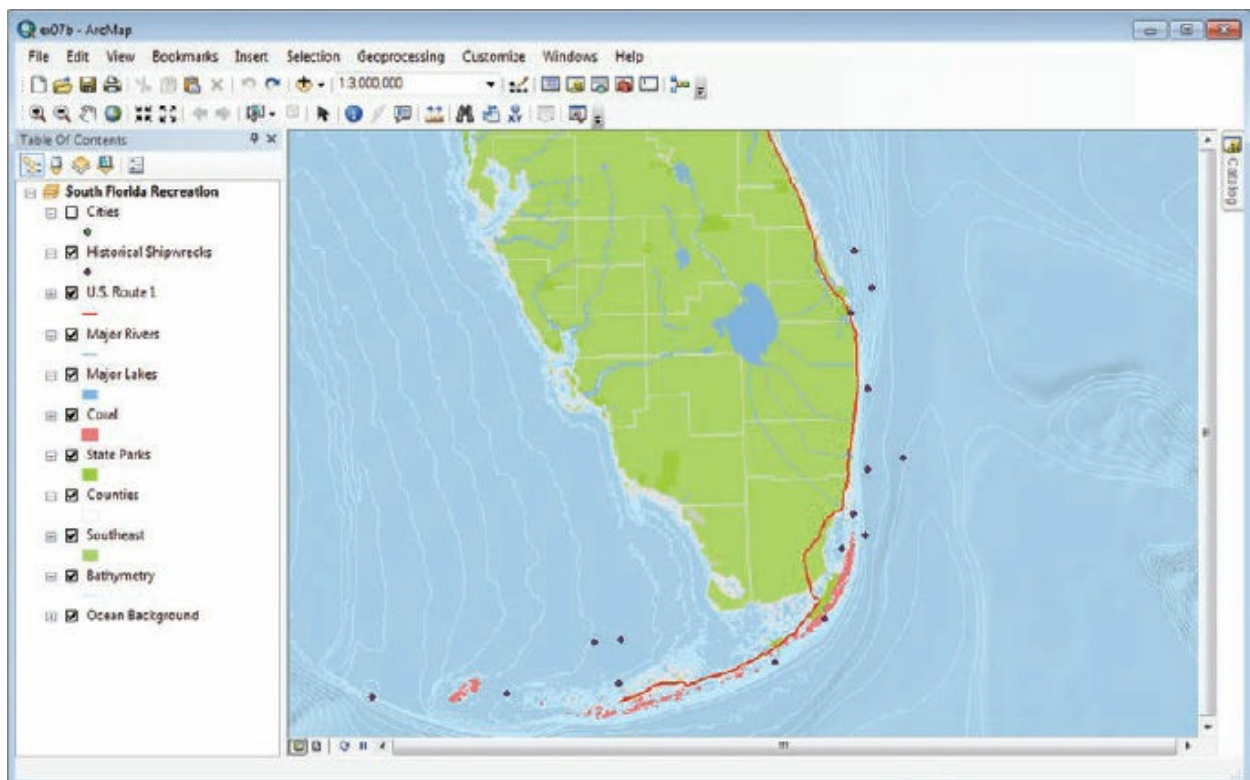 ex07b - ArcMap
File Edit View Bookmarks Insert Selection Geoprocessing Customize Windows Help
1:3,000,000
Table Of Contents
South Florida Recreation
Cities
Historical Shipwrecks
U.S. Route 1
Major Rivers
Major Lakes
Coral
State Parks
Counties
Southeast
Bathymetry
Ocean Background
Catalog